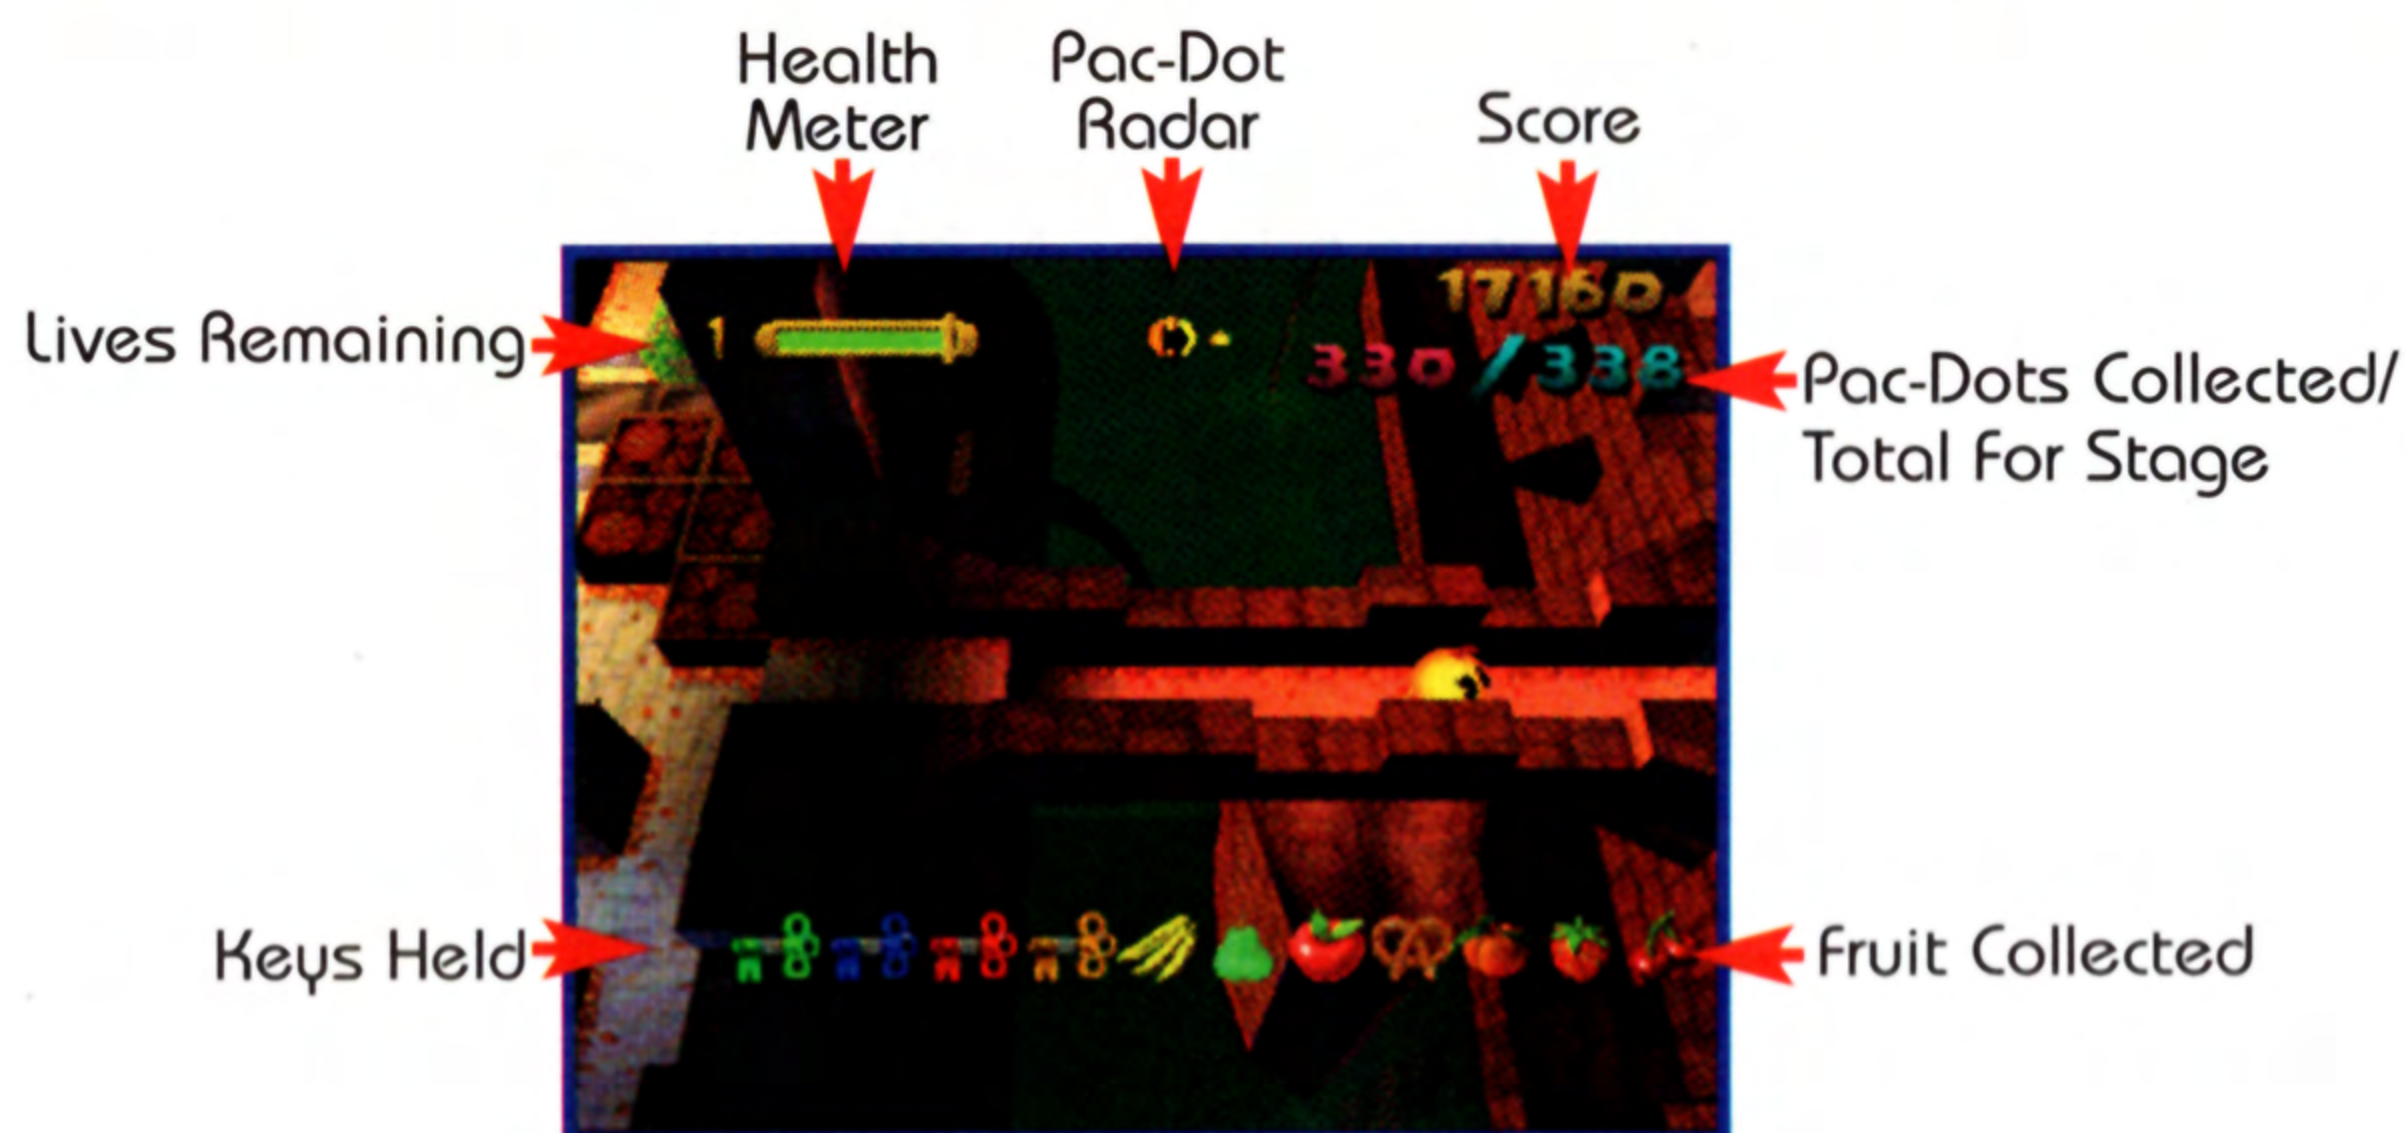 Health
Meter
Pac-Dot
Radar
Score
Lives Remaining
1
17160
330/338
Pac-Dots Collected/
Total For Stage
Keys Held
Fruit Collected